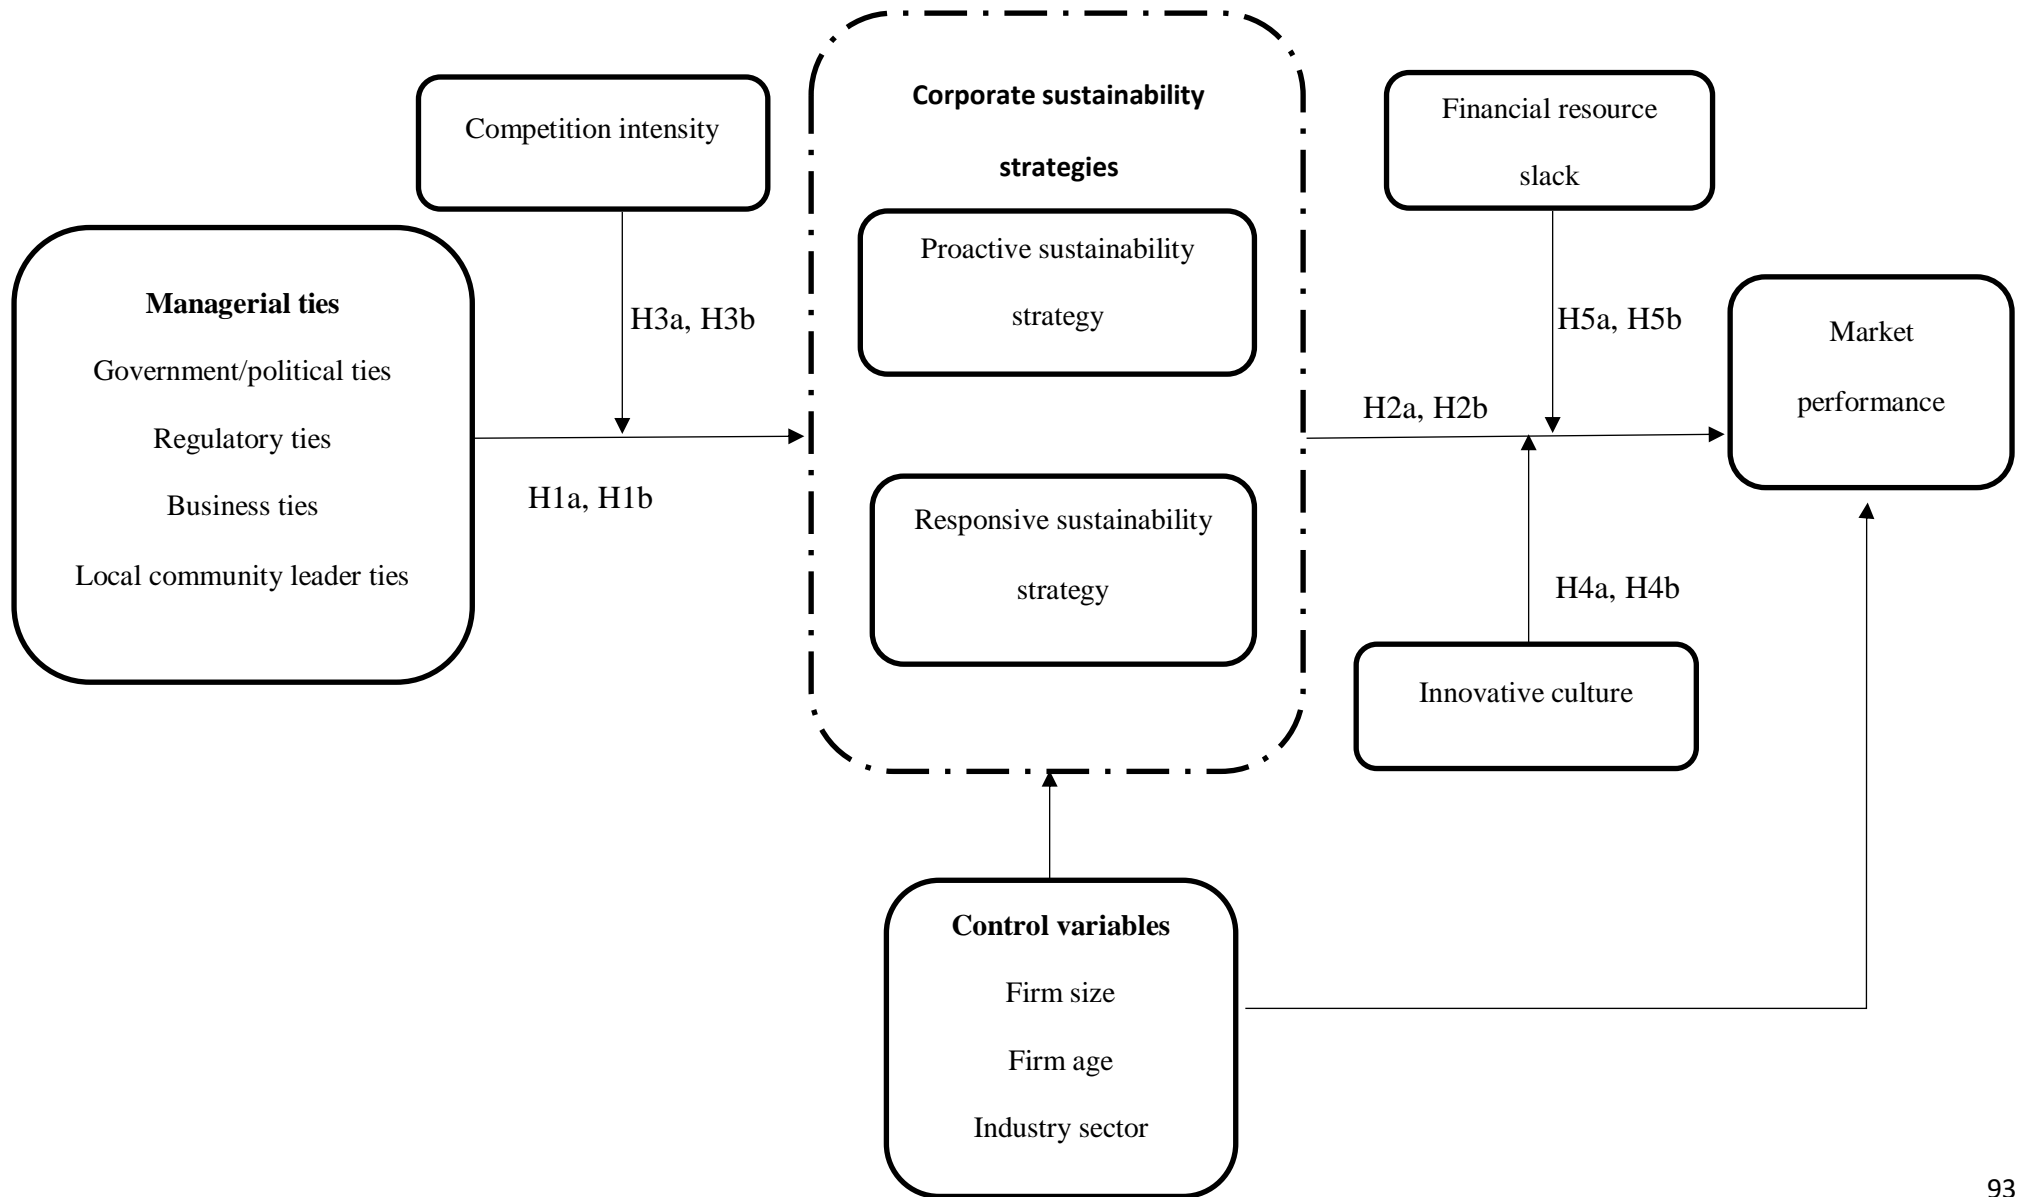 Managerial ties
Government/political ties
Regulatory ties
Business ties
Local community leader ties
Competition intensity
H3a, H3b
H1a, H1b
Corporate sustainability
strategies
Proactive sustainability
strategy
Responsive sustainability
strategy
Financial resource
slack
H5a, H5b
H2a, H2b
H4a, H4b
Innovative culture
Market
performance
Control variables
Firm size
Firm age
Industry sector
93